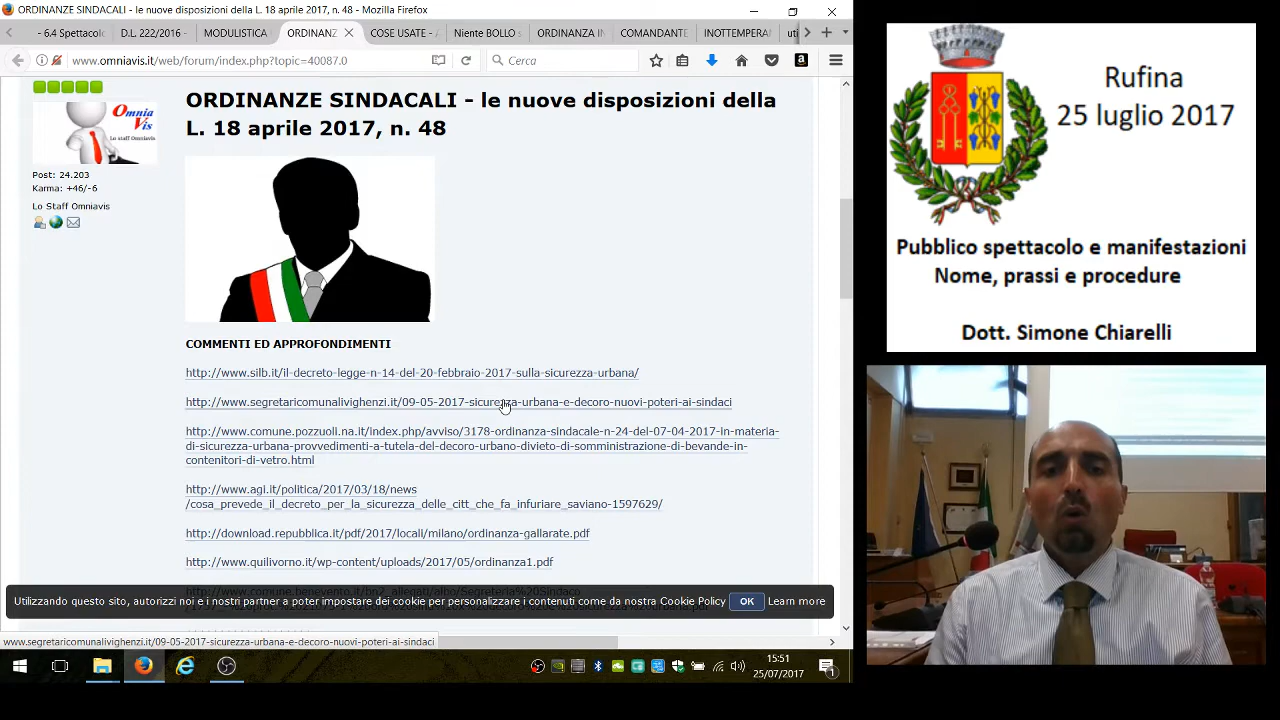 ORDINANZE SINDACALI - le nuove disposizioni della L. 18 aprile 2017, n. 48 - Mozilla Firefox
- 6.4 Spettacolo
D.L. 222/2016 -
MODULISTICA
ORDINANZ
COSE USATE - A
Niente BOLLO s
ORDINANZA IN
COMANDANTE
INOTTEMPERA
uti
www.omniavis.it/web/forum/index.php?topic=40087.0
Cerca
ORDINANZE SINDACALI - le nuove disposizioni della
L. 18 aprile 2017, n. 48
Omnia
Vis
Lo staff Omniavis
Post: 24.203
Karma: +46/-6
Lo Staff Omniavis
COMMENTI ED APPROFONDIMENTI
http://www.silb.it/il-decreto-legge-n-14-del-20-febbraio-2017-sulla-sicurezza-urbana/
http://www.segretaricomunalivighenzi.it/09-05-2017-sicurezza-urbana-e-decoro-nuovi-poteri-ai-sindaci
http://www.comune.pozzuoli.na.it/index.php/avviso/3178-ordinanza-sindacale-n-24-del-07-04-2017-in-materia-
di-sicurezza-urbana-provvedimenti-a-tutela-del-decoro-urbano-divieto-di-somministrazione-di-bevande-in-
contenitori-di-vetro.html
http://www.agi.it/politica/2017/03/18/news
/cosa_prevede_il_decreto_per_la_sicurezza_delle_citt_che_fa_infuriare_saviano-1597629/
http://download.repubblica.it/pdf/2017/locali/milano/ordinanza-gallarate.pdf
http://www.quilivorno.it/wp-content/uploads/2017/05/ordinanza1.pdf
Utilizzando questo sito, autorizzi noi e i nostri partner a poter impostare dei cookie per personalizzare i contenuti come da nostra Cookie Policy
OK
Learn more
www.segretaricomunalivighenzi.it/09-05-2017-sicurezza-urbana-e-decoro-nuovi-poteri-ai-sindaci
15:51
25/07/2017
1
Rufina
25 luglio 2017
Pubblico spettacolo e manifestazioni
Nome, prassi e procedure
Dott. Simone Chiarelli